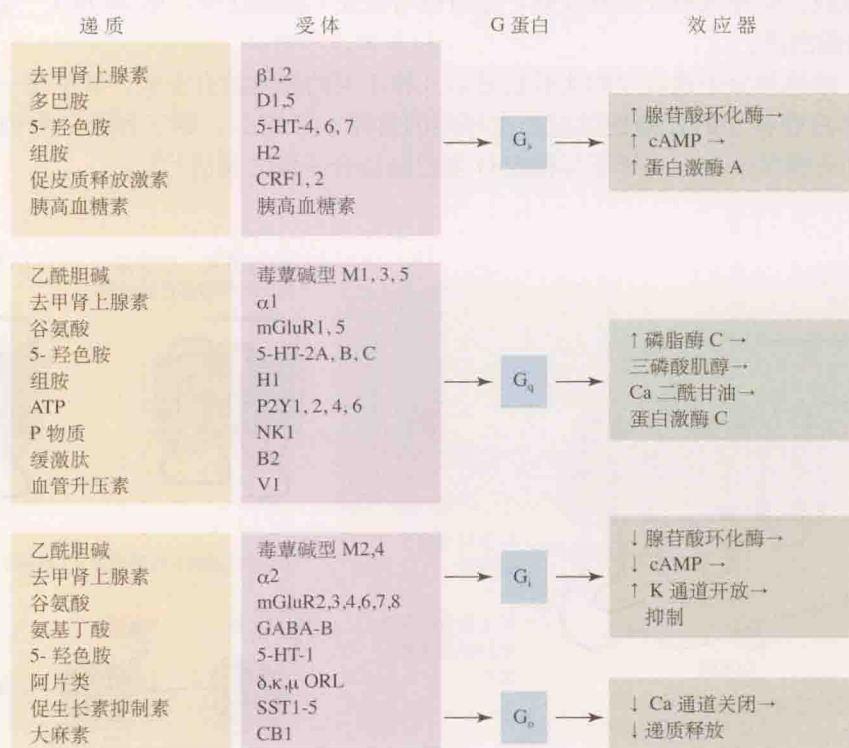 递质 受体 G 蛋白 效应器
去甲肾上腺素 β1,2
多巴胺 D1,5
5- 羟色胺 5-HT-4, 6, 7
组胺 H2
促皮质释放激素 CRF1, 2
胰高血糖素 胰高血糖素
→ Gs →
↑ 腺苷酸环化酶→
↑ cAMP →
↑ 蛋白激酶 A
乙酰胆碱 毒蕈碱型 M1, 3, 5
去甲肾上腺素 α1
谷氨酸 mGluR1, 5
5- 羟色胺 5-HT-2A, B, C
组胺 H1
ATP P2Y1, 2, 4, 6
P 物质 NK1
缓激肽 B2
血管升压素 V1
→ Gq →
↑ 磷脂酶 C →
三磷酸肌醇→
Ca 二酰甘油→
蛋白激酶 C
乙酰胆碱 毒蕈碱型 M2,4
去甲肾上腺素 α2
谷氨酸 mGluR2,3,4,6,7,8
氨基丁酸 GABA-B
5- 羟色胺 5-HT-1
阿片类 δ,κ,μ ORL
促生长素抑制素 SST1-5
大麻素 CB1
→ Gi →
↓ 腺苷酸环化酶→
↓ cAMP →
↑ K 通道开放→
抑制
→ Go →
↓ Ca 通道关闭→
↓ 递质释放